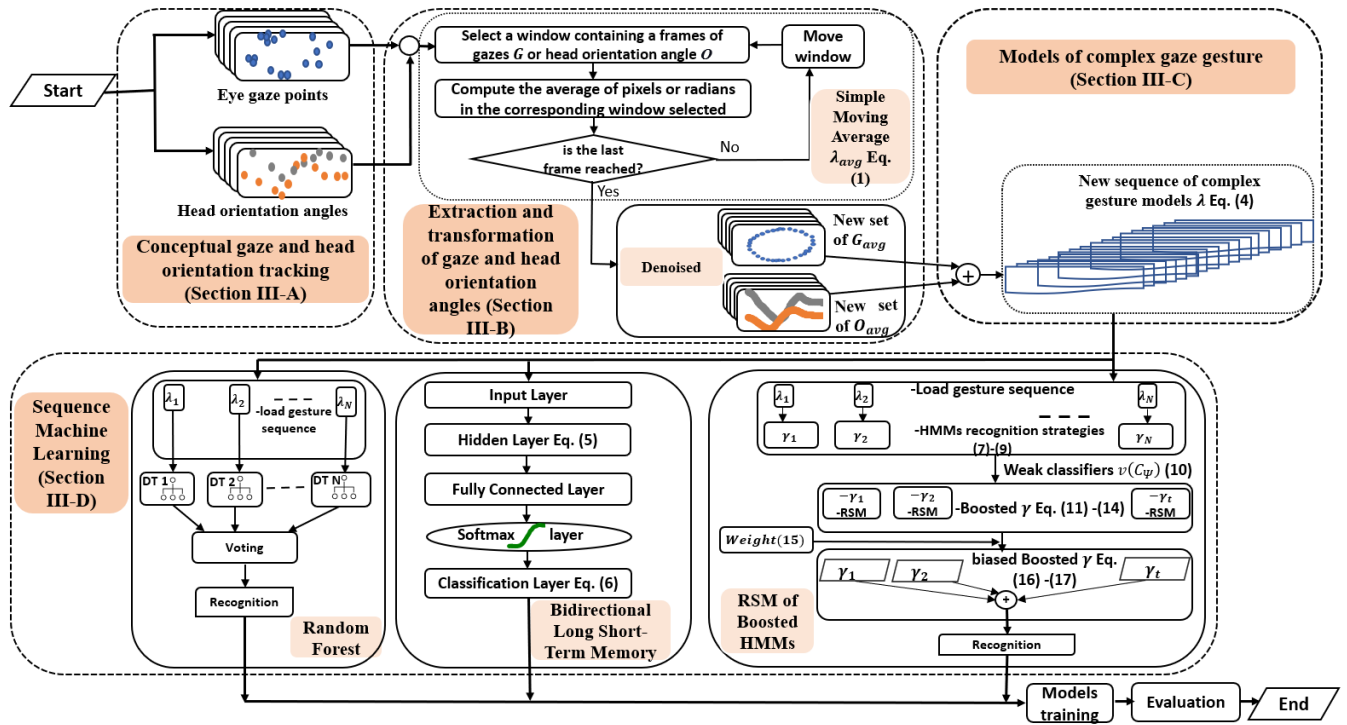 Start
Eye gaze points
Head orientation angles
Conceptual gaze and head
orientation tracking
(Section III-A)
Select a window containing a frames of
gazes G or head orientation angle O
Move
window
Compute the average of pixels or radians
in the corresponding window selected
is the last
frame reached?
No
Yes
Simple
Moving
Average
λavg Eq.
(1)
Extraction and
transformation
of gaze and head
orientation
angles (Section
III-B)
Denoised
New set
of Gavg
New set
of Oavg
+
Models of complex gaze gesture
(Section III-C)
New sequence of complex
gesture models λ Eq. (4)
Sequence
Machine
Learning
(Section
III-D)
λ1
λ2
λN
-load gesture
sequence
DT 1
DT 2
DT N
Voting
Recognition
Random
Forest
Input Layer
Hidden Layer Eq. (5)
Fully Connected Layer
Softmax layer
Classification Layer Eq. (6)
Bidirectional
Long Short-
Term Memory
λ1
λ2
-Load gesture sequence
λN
γ1
γ2
-HMMs recognition strategies
(7)-(9)
γN
Weak classifiers v(CΨ) (10)
−γ1
-RSM
−γ2
-RSM
-Boosted γ Eq. (11) -(14)
−γt
-RSM
Weight(15)
biased Boosted γ Eq.
(16) -(17)
γ1
γ2
γt
+
Recognition
RSM of
Boosted
HMMs
Models
training
Evaluation
End